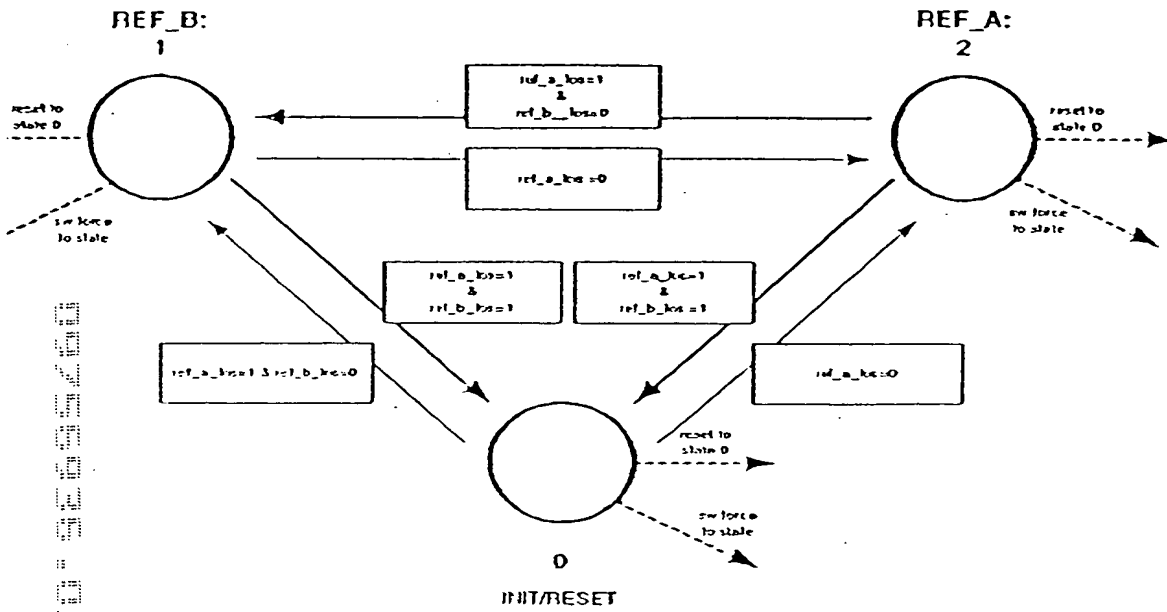 REF_B:
1
REF_A:
2
ref_a_los=1
&
ref_b_los=0
ref_a_los=0
reset to
state 0
sw force
to state
reset to
state 0
sw force
to state
ref_a_los=1
&
ref_b_los=1
ref_a_los=1
&
ref_b_los=1
ref_a_los=1 & ref_b_los=0
ref_a_los=0
reset to
state 0
sw force
to state
0
INIT/RESET